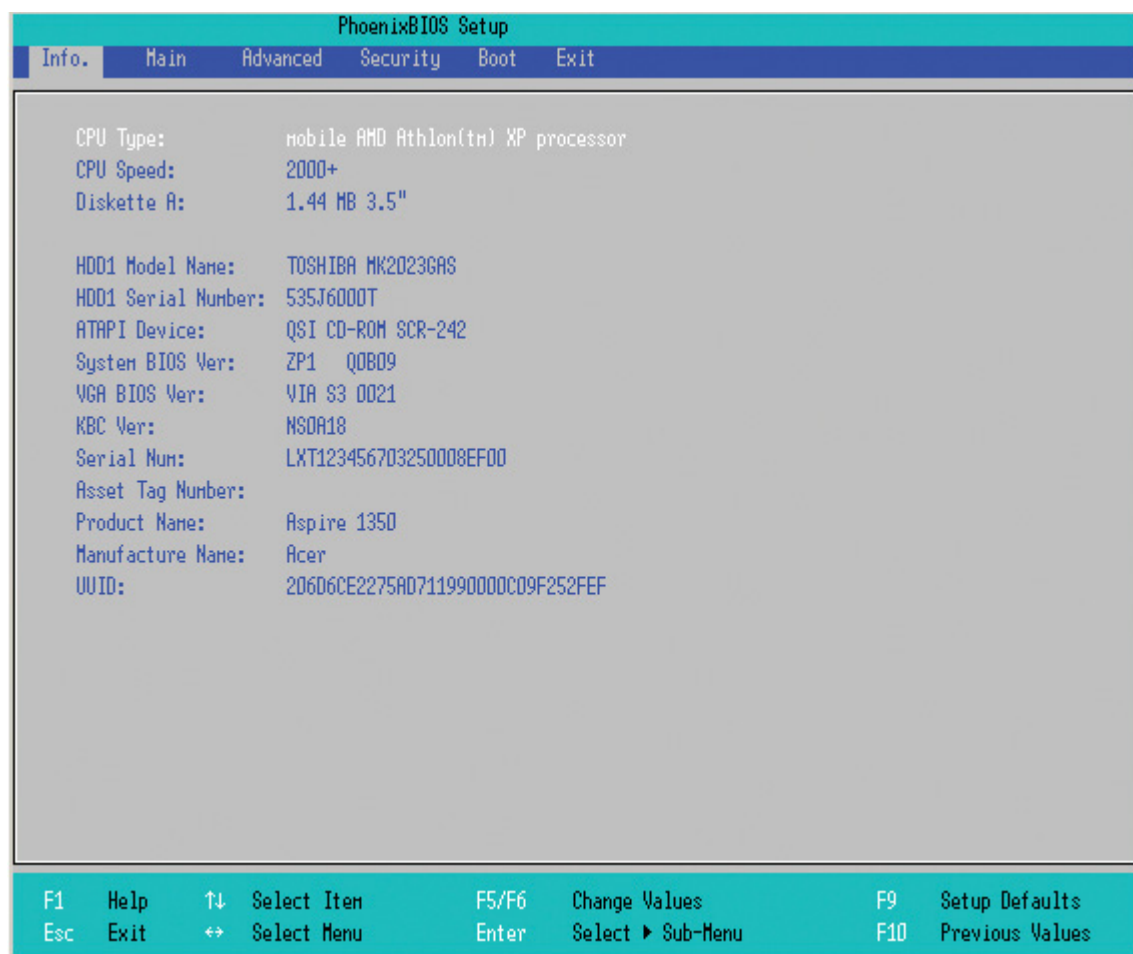 PhoenixBIOS Setup
Info. Main Advanced Security Boot Exit
CPU Type: mobile AMD Athlon(tm) XP processor
CPU Speed: 2000+
Diskette A: 1.44 MB 3.5"
HDD1 Model Name: TOSHIBA MK2023GAS
HDD1 Serial Number: 535J6000T
ATAPI Device: QSI CD-ROM SCR-242
System BIOS Ver: ZP1 Q0B09
VGA BIOS Ver: VIA S3 0021
KBC Ver: NS0A18
Serial Num: LXT123456703250008EF00
Asset Tag Number:
Product Name: Aspire 1350
Manufacture Name: Acer
UUID: 206D6CE2275AD711990000C09F252FEF
F1 Help ↑↓ Select Item F5/F6 Change Values F9 Setup Defaults
Esc Exit ↔ Select Menu Enter Select ▶ Sub-Menu F10 Previous Values